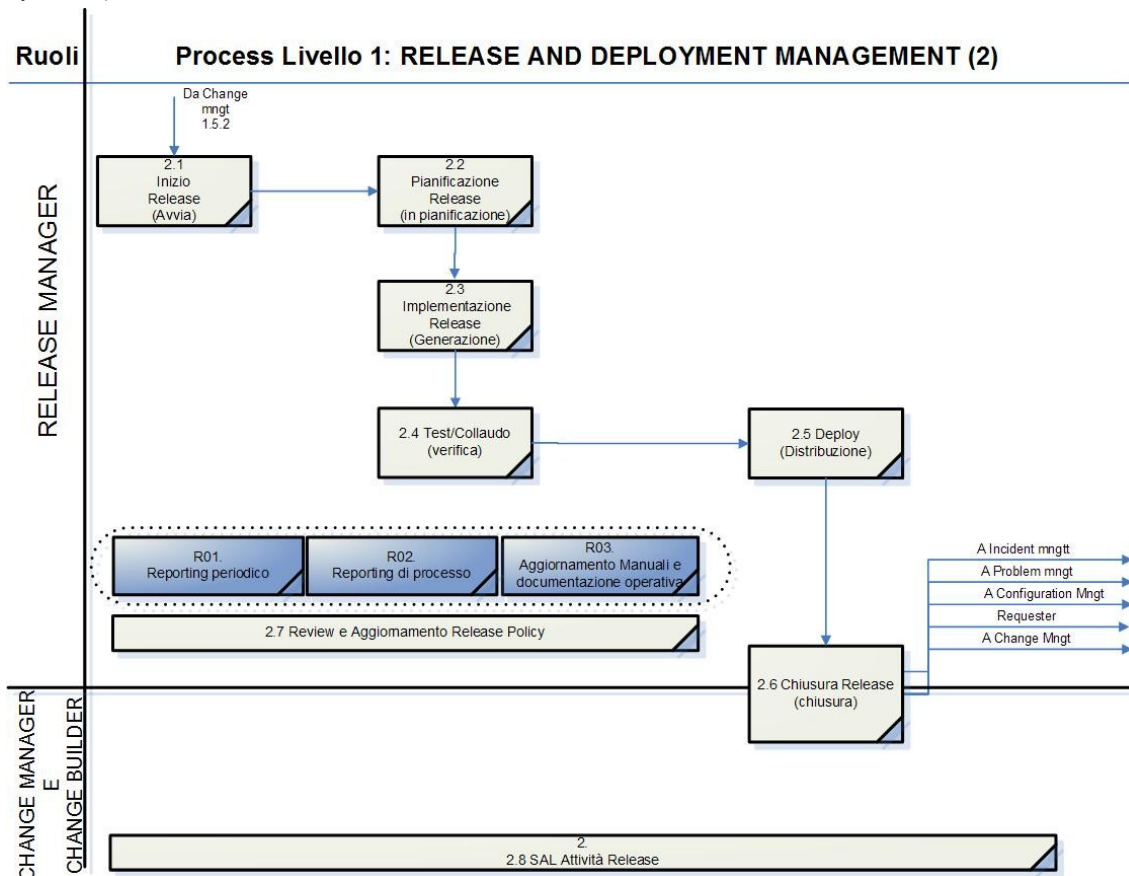 Ruoli
Process Livello 1: RELEASE AND DEPLOYMENT MANAGEMENT (2)
Da Change
mngt
1.5.2
RELEASE MANAGER
2.1
Inizio
Release
(Avvia)
2.2
Pianificazione
Release
(in pianificazione)
2.3
Implementazione
Release
(Generazione)
2.4 Test/Collaudo
(verifica)
2.5 Deploy
(Distribuzione)
R01.
Reporting periodico
R02.
Reporting di processo
R03.
Aggiornamento Manuali e
documentazione operativa
2.7 Review e Aggiornamento Release Policy
A Incident mngtt
A Problem mngt
A Configuration Mngt
Requester
A Change Mngt
2.6 Chiusura Release
(chiusura)
CHANGE MANAGER
E
CHANGE BUILDER
2.
2.8 SAL Attività Release